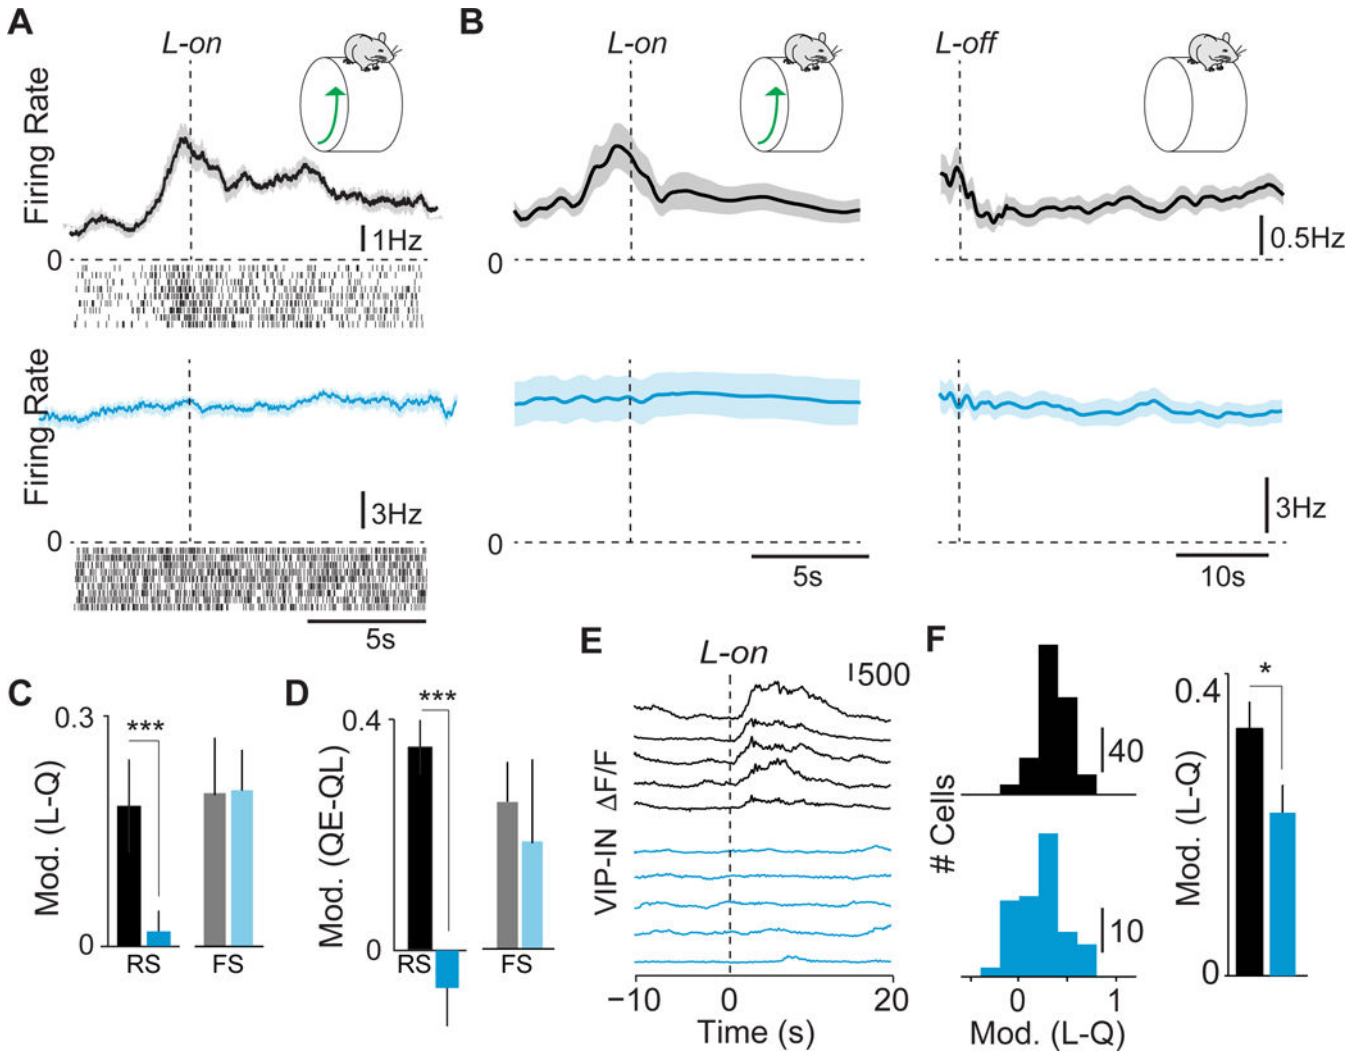 A
L-on
Firing Rate
1Hz
0
Firing Rate
3Hz
0
5s
B
L-on
L-off
0
0.5Hz
0
3Hz
5s
10s
C
0.3
***
Mod. (L-Q)
0
RS
FS
D
0.4
***
Mod. (QE-QL)
0
RS
FS
E
L-on
500
VIP-IN ΔF/F
−10
0
20
Time (s)
F
40
# Cells
10
0
1
Mod. (L-Q)
0.4
*
Mod. (L-Q)
0